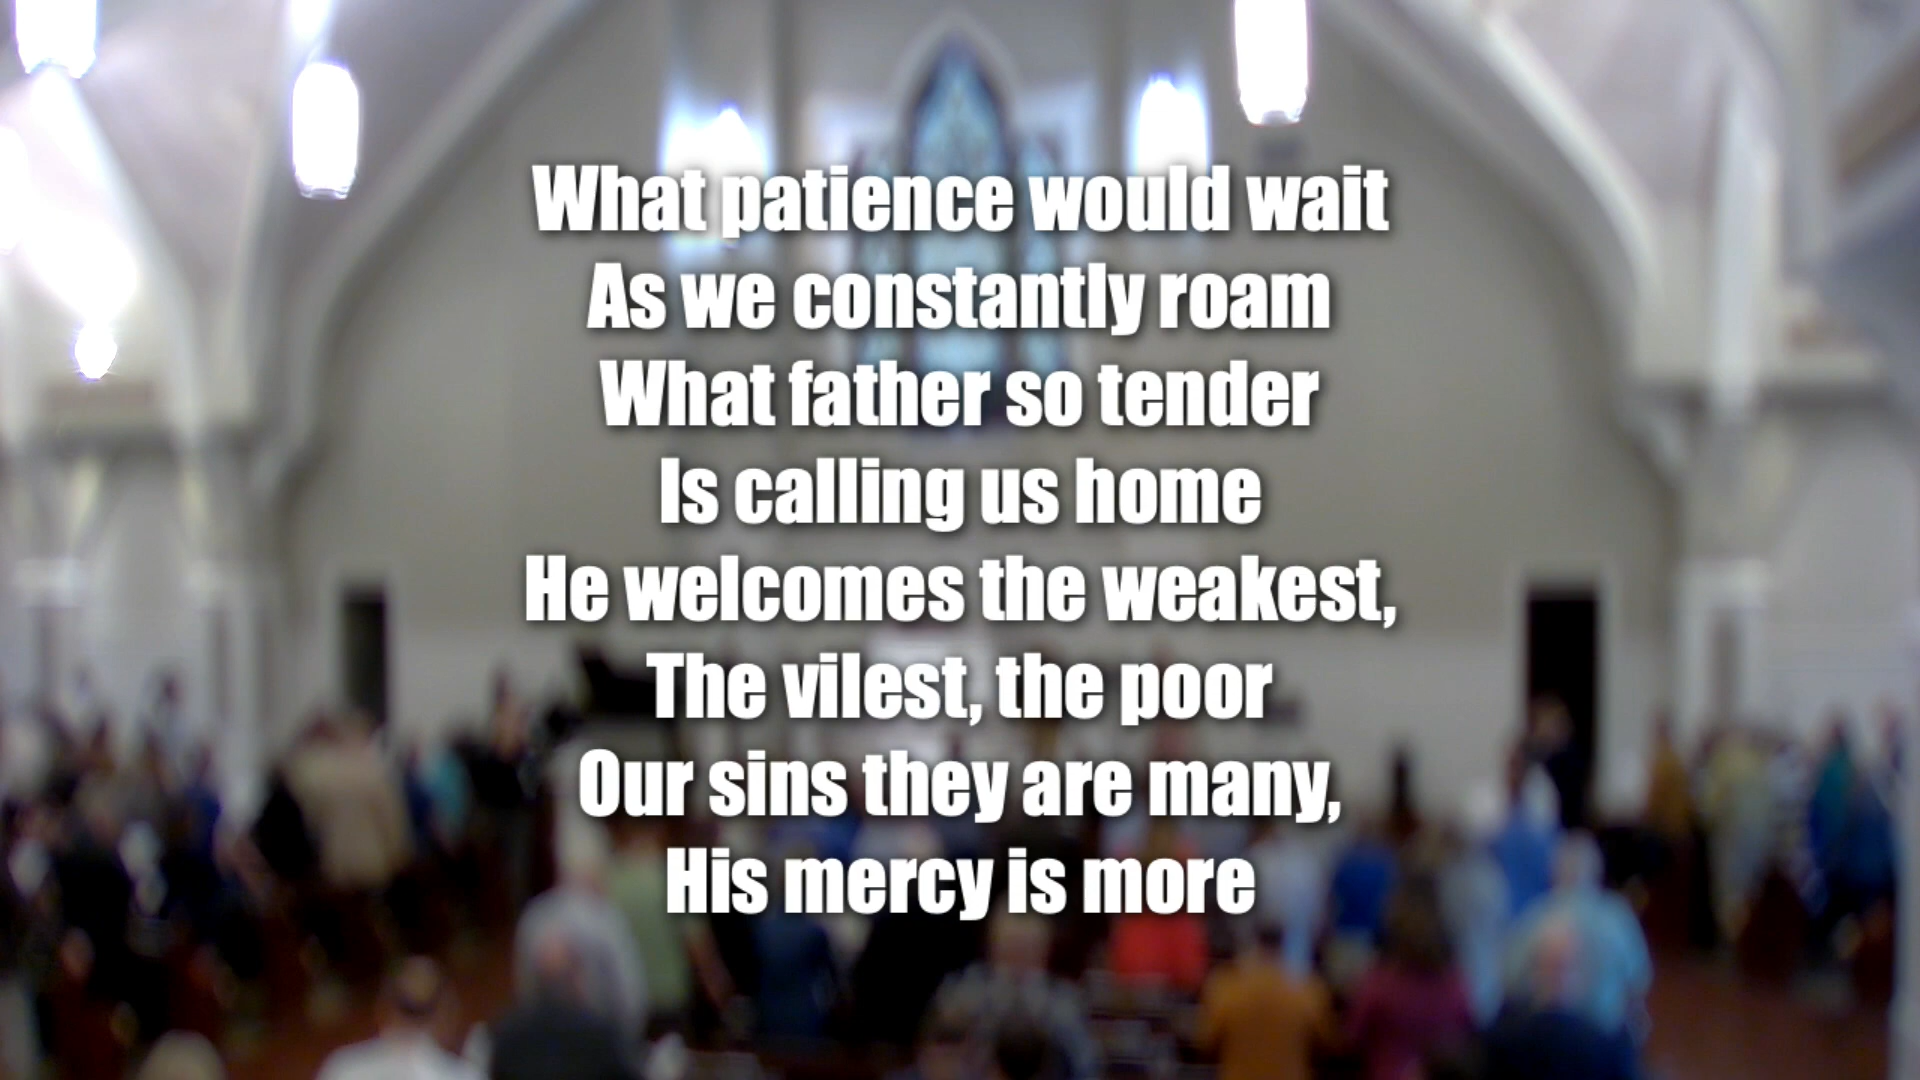 What patience would wait
As we constantly roam
What father so tender
Is calling us home
He welcomes the weakest,
The vilest, the poor
Our sins they are many,
His mercy is more